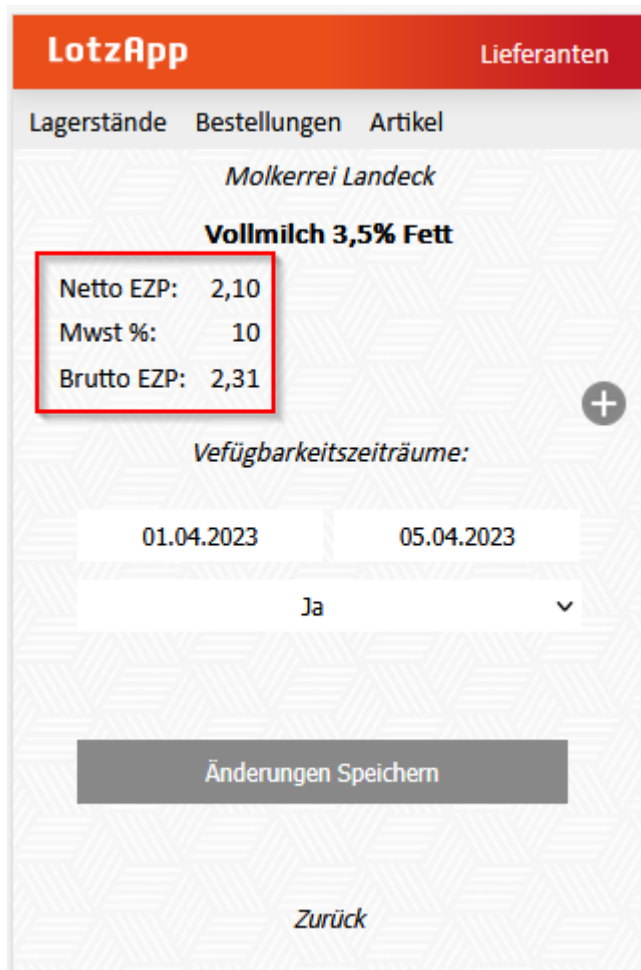 LotzApp
Lieferanten
Lagerstände Bestellungen Artikel
Molkerrei Landeck
Vollmilch 3,5% Fett
Netto EZP: 2,10
Mwst %: 10
Brutto EZP: 2,31
Vefügbarkeitszeiträume:
01.04.2023 05.04.2023
Ja
Änderungen Speichern
Zurück